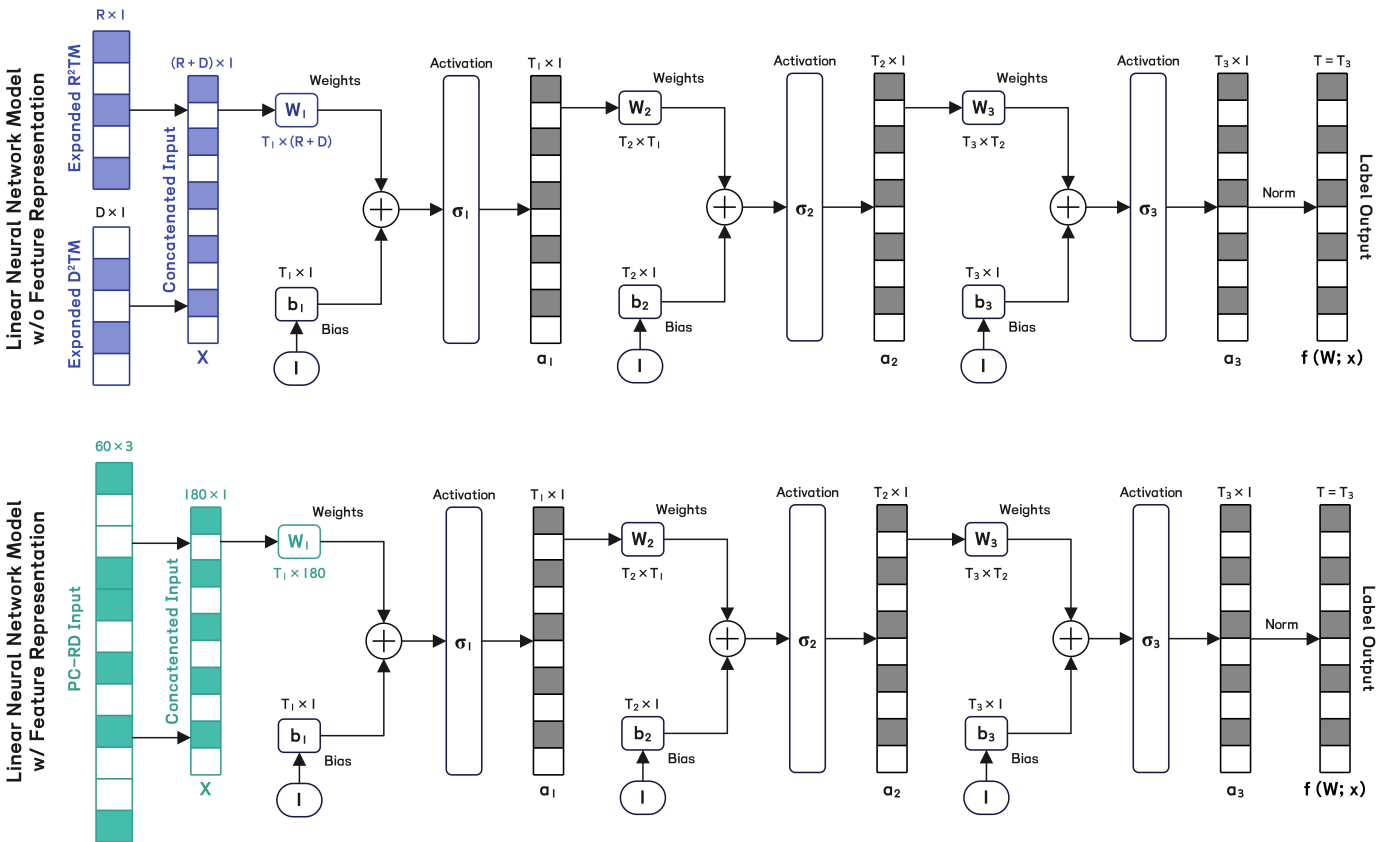 Linear Neural Network Model
w/o Feature Representation
R × 1
Expanded R²TM
D × 1
Expanded D²TM
(R + D) × 1
Concatenated Input
X
Weights
W₁
T₁ × (R + D)
T₁ × 1
b₁
Bias
1
Activation
σ₁
T₁ × 1
a₁
Weights
W₂
T₂ × T₁
T₂ × 1
b₂
Bias
1
Activation
σ₂
T₂ × 1
a₂
Weights
W₃
T₃ × T₂
T₃ × 1
b₃
Bias
1
Activation
σ₃
T₃ × 1
a₃
Norm
T = T₃
f (W; x)
Label Output
Linear Neural Network Model
w/ Feature Representation
60 × 3
PC-RD Input
180 × 1
Concatenated Input
X
Weights
W₁
T₁ × 180
T₁ × 1
b₁
Bias
1
Activation
σ₁
T₁ × 1
a₁
Weights
W₂
T₂ × T₁
T₂ × 1
b₂
Bias
1
Activation
σ₂
T₂ × 1
a₂
Weights
W₃
T₃ × T₂
T₃ × 1
b₃
Bias
1
Activation
σ₃
T₃ × 1
a₃
Norm
T = T₃
f (W; x)
Label Output